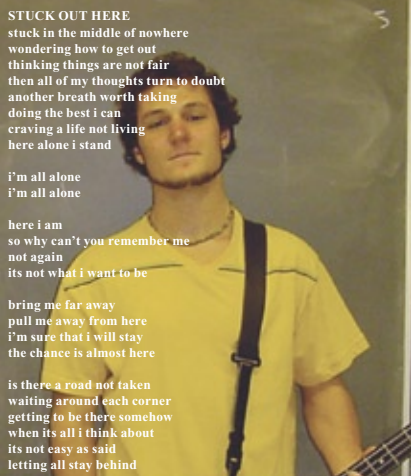 STUCK OUT HERE
stuck in the middle of nowhere
wondering how to get out
thinking things are not fair
then all of my thoughts turn to doubt
another breath worth taking
doing the best i can
craving a life not living
here alone i stand
i'm all alone
i'm all alone
here i am
so why can't you remember me
not again
its not what i want to be
bring me far away
pull me away from here
i'm sure that i will stay
the chance is almost here
is there a road not taken
waiting around each corner
getting to be there somehow
when its all i think about
its not easy as said
letting all stay behind